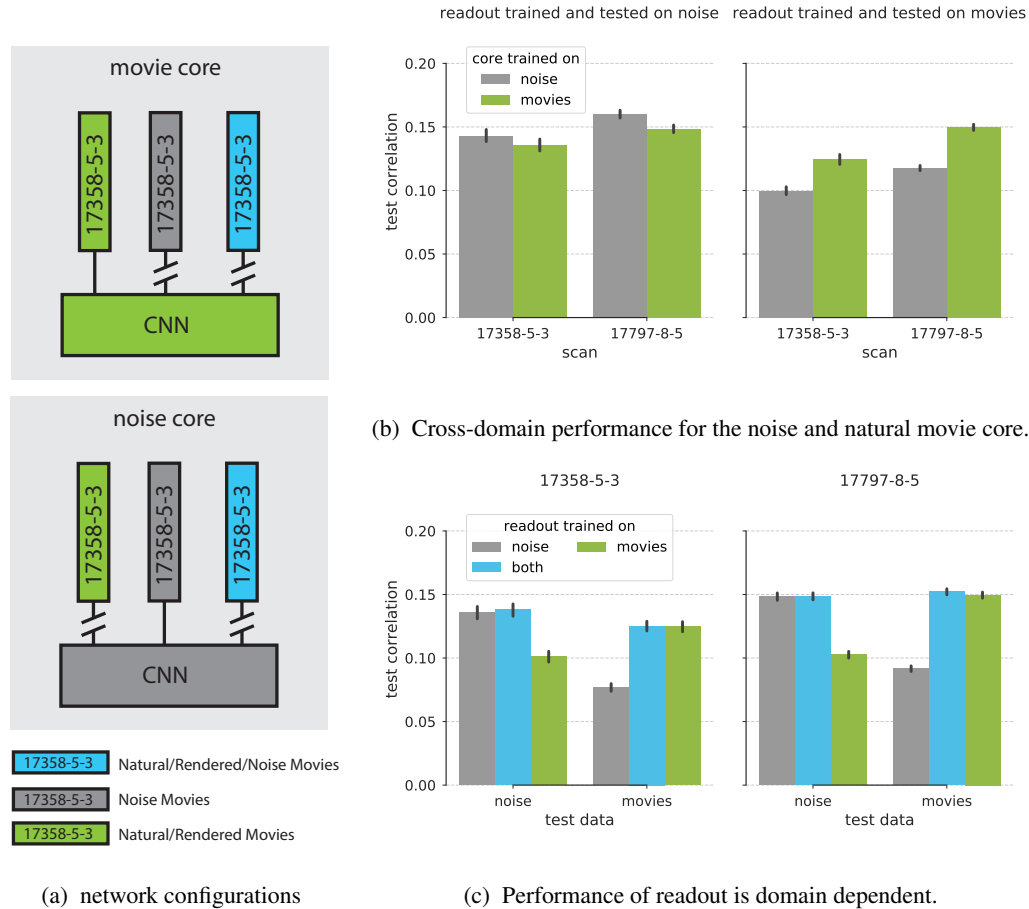 movie core
17358-5-3
17358-5-3
17358-5-3
CNN
noise core
17358-5-3
17358-5-3
17358-5-3
CNN
17358-5-3 Natural/Rendered/Noise Movies
17358-5-3 Noise Movies
17358-5-3 Natural/Rendered Movies
(a) network configurations
readout trained and tested on noise
readout trained and tested on movies
core trained on
noise
movies
test correlation
0.20
0.15
0.10
0.05
0.00
17358-5-3 17797-8-5
scan
17358-5-3 17797-8-5
scan
(b) Cross-domain performance for the noise and natural movie core.
17358-5-3
17797-8-5
readout trained on
noise movies
both
test correlation
0.20
0.15
0.10
0.05
0.00
noise movies
test data
noise movies
test data
(c) Performance of readout is domain dependent.